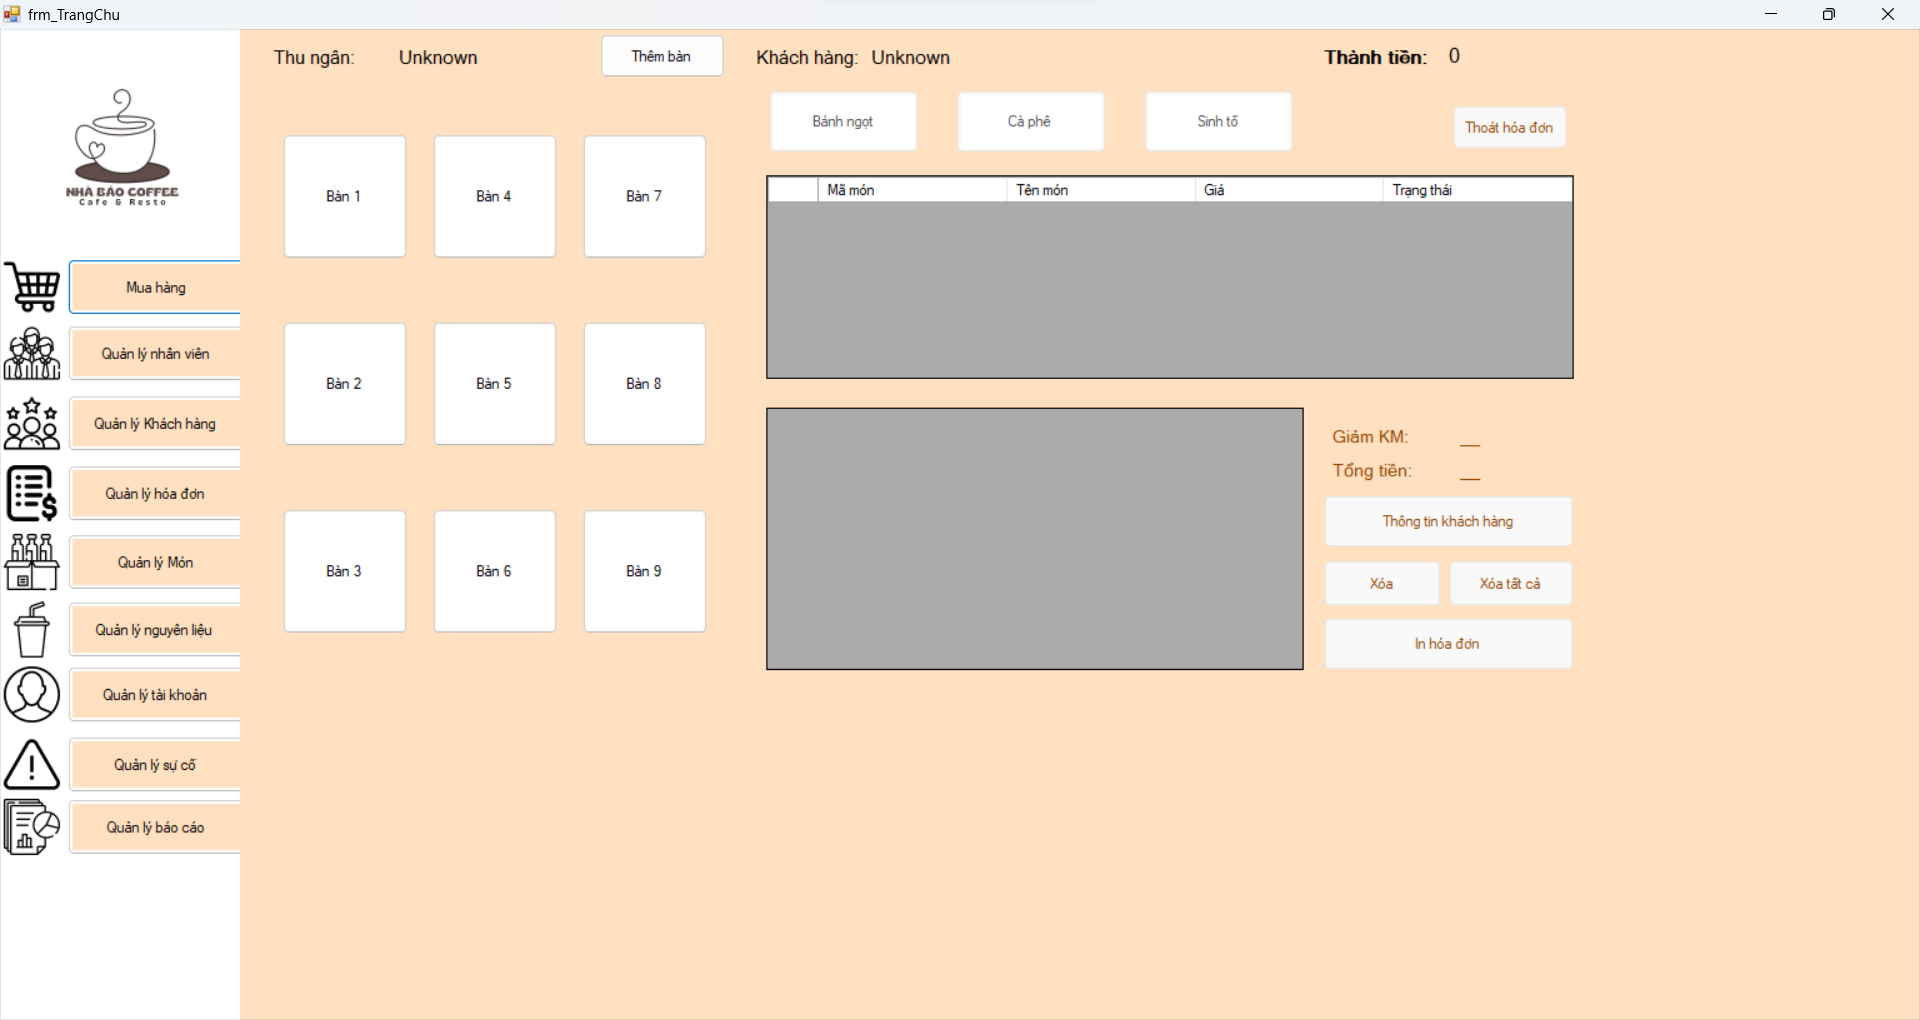 frm_TrangChu
NHÀ BÁO COFFEE
Cafe & Resto
Mua hàng
Quản lý nhân viên
Quản lý Khách hàng
Quản lý hóa đơn
Quản lý Món
Quản lý nguyên liệu
Quản lý tài khoản
Quản lý sự cố
Quản lý báo cáo
Thu ngân: Unknown
Thêm bàn
Bàn 1 Bàn 4 Bàn 7
Bàn 2 Bàn 5 Bàn 8
Bàn 3 Bàn 6 Bàn 9
Khách hàng: Unknown
Thành tiền: 0
Bánh ngọt Cà phê Sinh tố
Thoát hóa đơn
Mã món Tên món Giá Trạng thái
Giảm KM: __
Tổng tiền: __
Thông tin khách hàng
Xóa Xóa tất cả
In hóa đơn